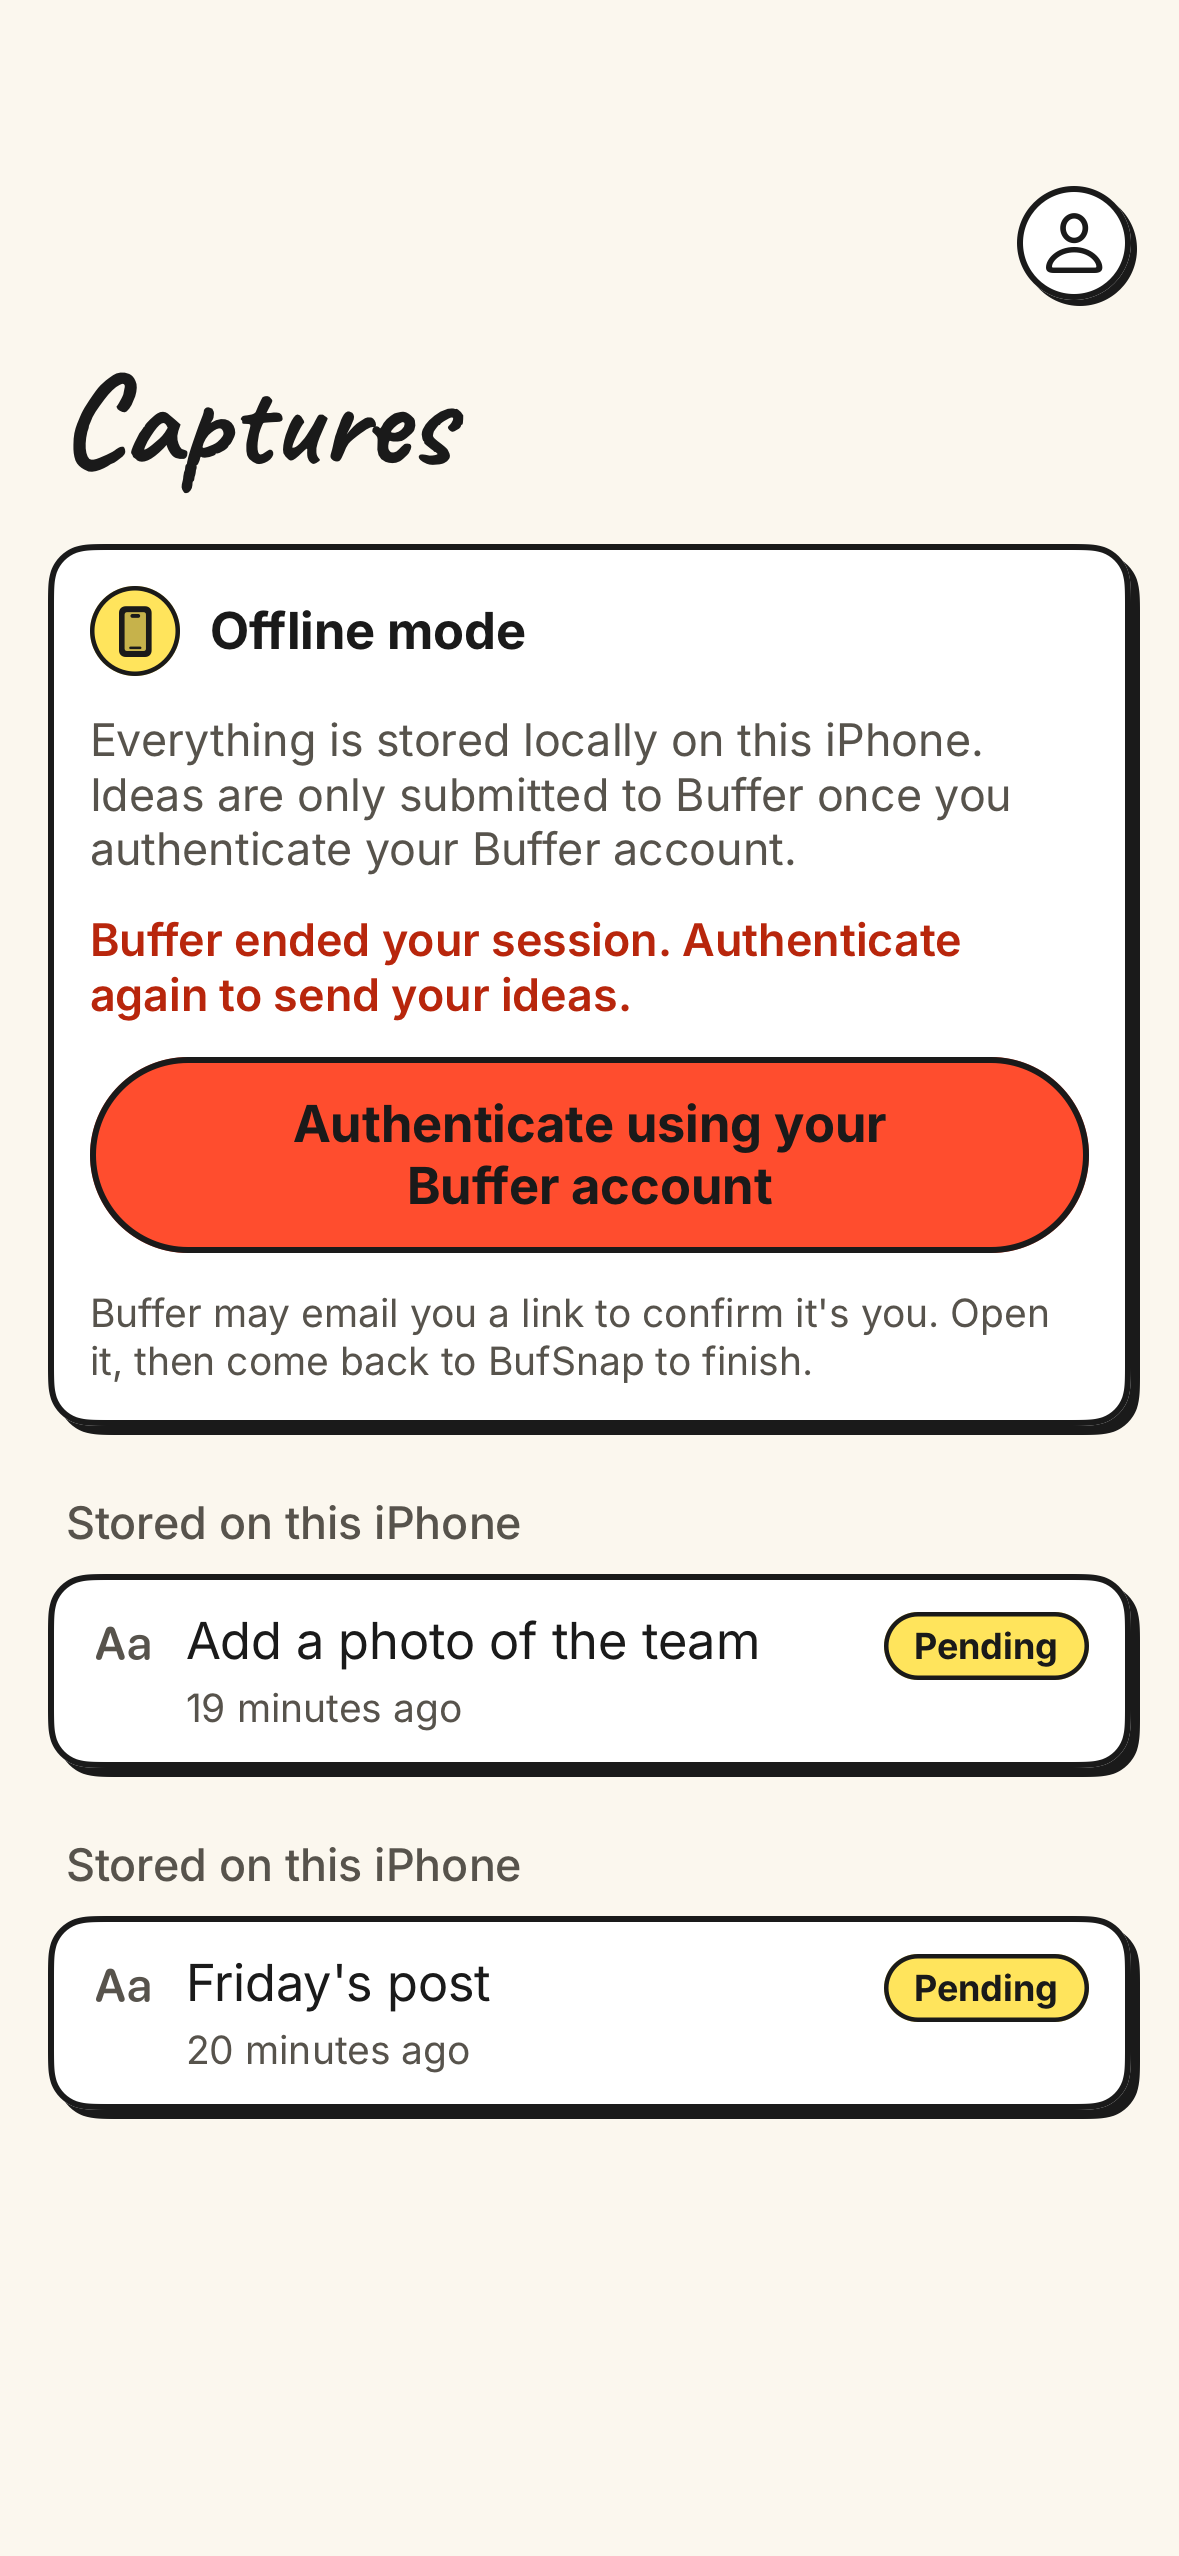 Captures
Offline mode
Everything is stored locally on this iPhone.
Ideas are only submitted to Buffer once you
authenticate your Buffer account.
Buffer ended your session. Authenticate
again to send your ideas.
Authenticate using your
Buffer account
Buffer may email you a link to confirm it's you. Open
it, then come back to BufSnap to finish.
Stored on this iPhone
Aa Add a photo of the team Pending
19 minutes ago
Stored on this iPhone
Aa Friday's post Pending
20 minutes ago